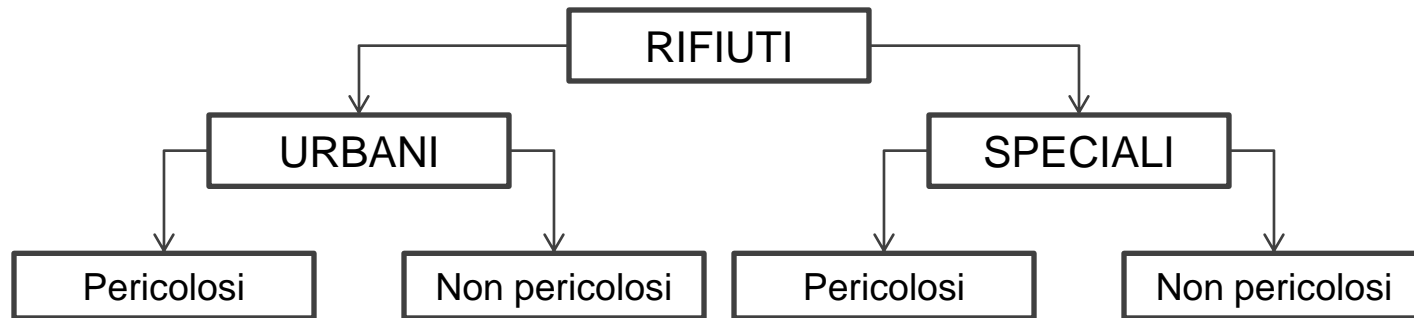 RIFIUTI
URBANI
SPECIALI
Pericolosi
Non pericolosi
Pericolosi
Non pericolosi